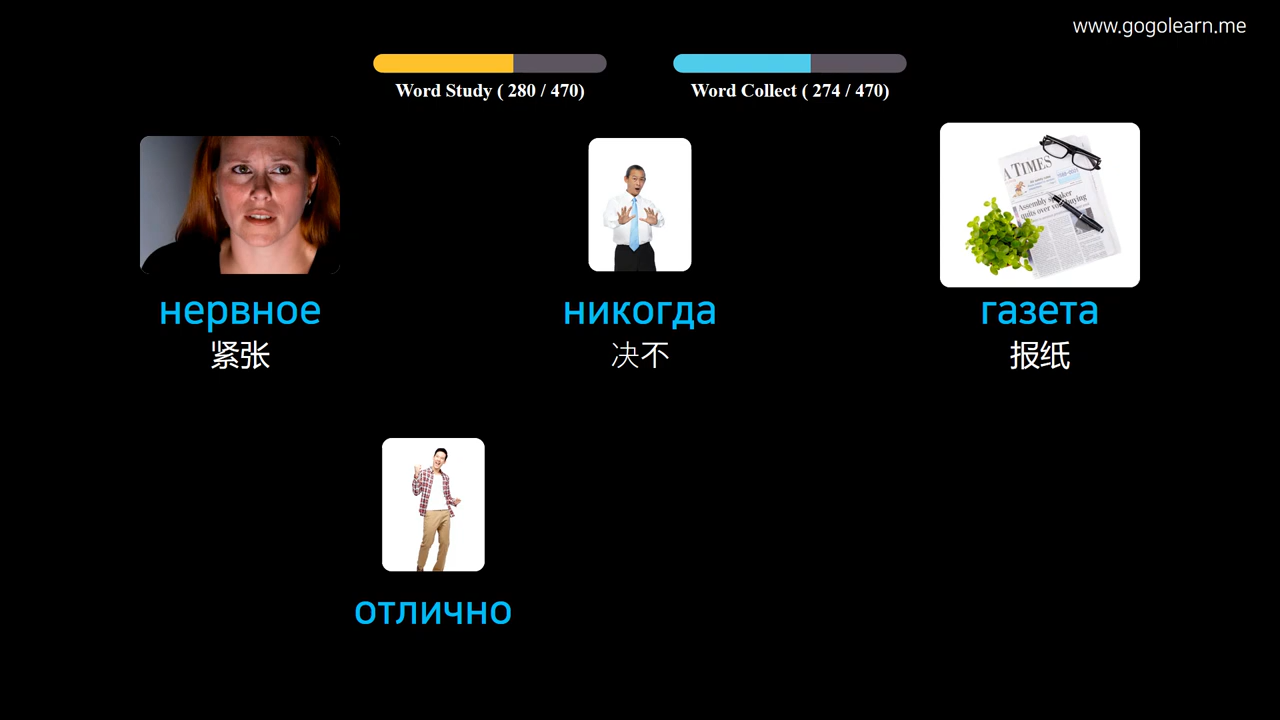 www.gogolearn.me
Word Study ( 280 / 470)
Word Collect ( 274 / 470)
A TIMES
нервное
никогда
газета
紧张
决不
报纸
отлично